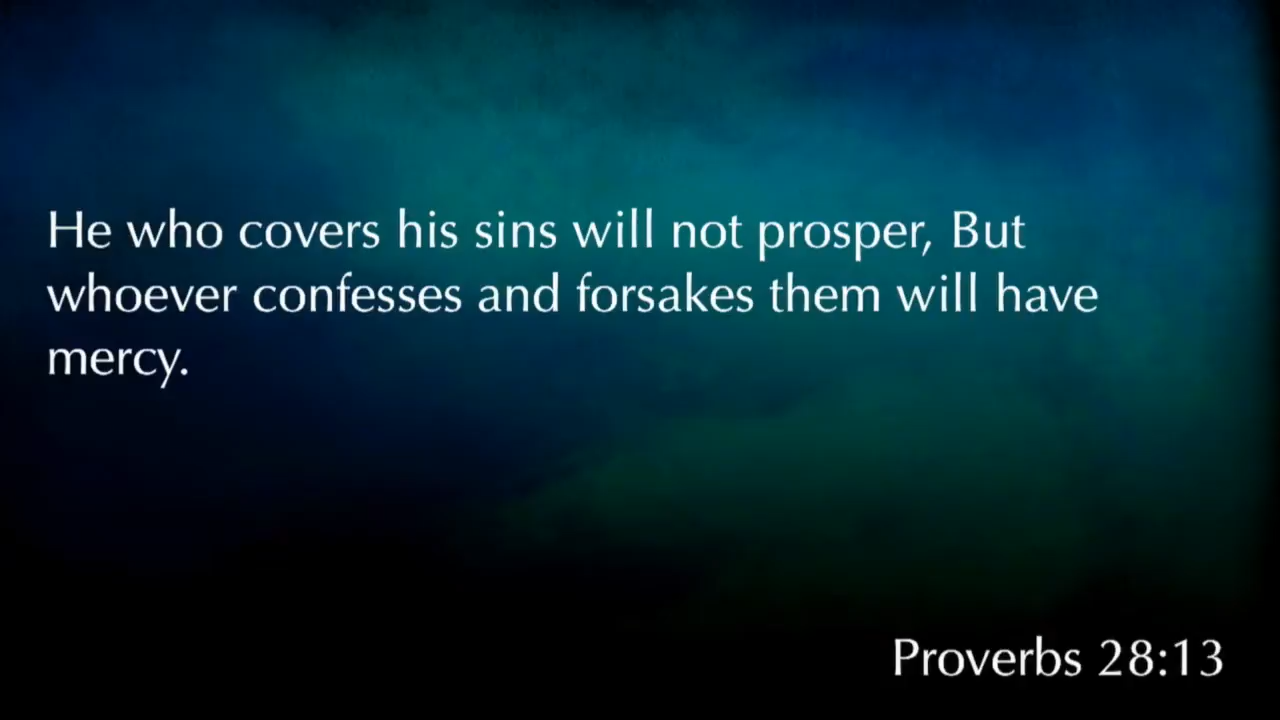 He who covers his sins will not prosper, But
whoever confesses and forsakes them will have
mercy.
Proverbs 28:13